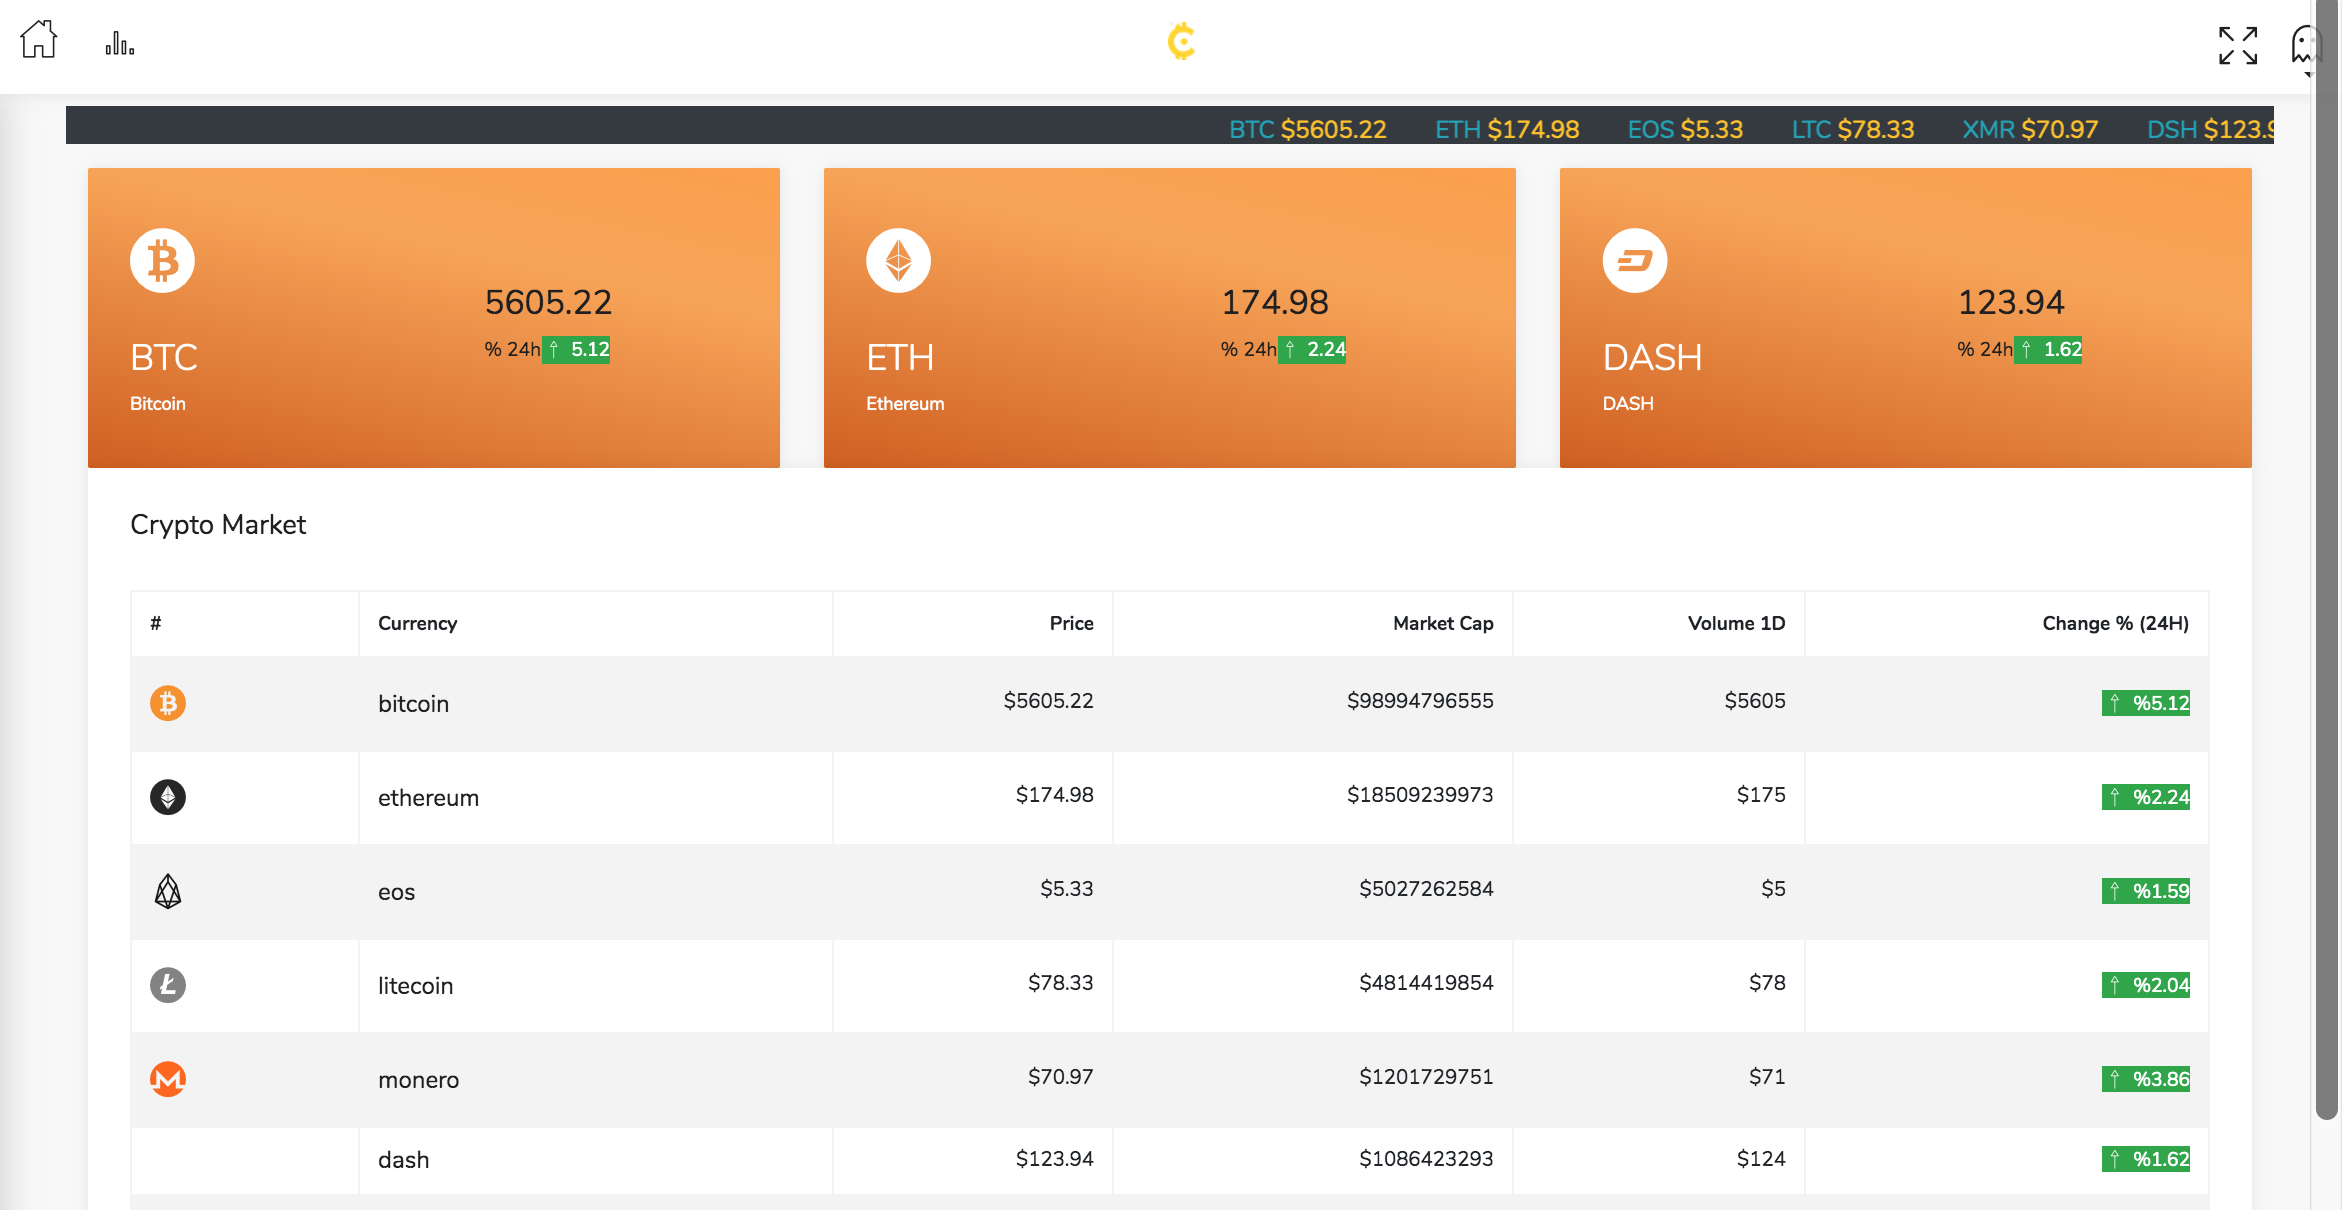 BTC $5605.22 ETH $174.98 EOS $5.33 LTC $78.33 XMR $70.97 DSH $123.9
5605.22
% 24h 5.12
BTC
Bitcoin
174.98
% 24h 2.24
ETH
Ethereum
123.94
% 24h 1.62
DASH
DASH
Crypto Market
# Currency Price Market Cap Volume 1D Change % (24H)
bitcoin $5605.22 $98994796555 $5605 %5.12
ethereum $174.98 $18509239973 $175 %2.24
eos $5.33 $5027262584 $5 %1.59
litecoin $78.33 $4814419854 $78 %2.04
monero $70.97 $1201729751 $71 %3.86
dash $123.94 $1086423293 $124 %1.62